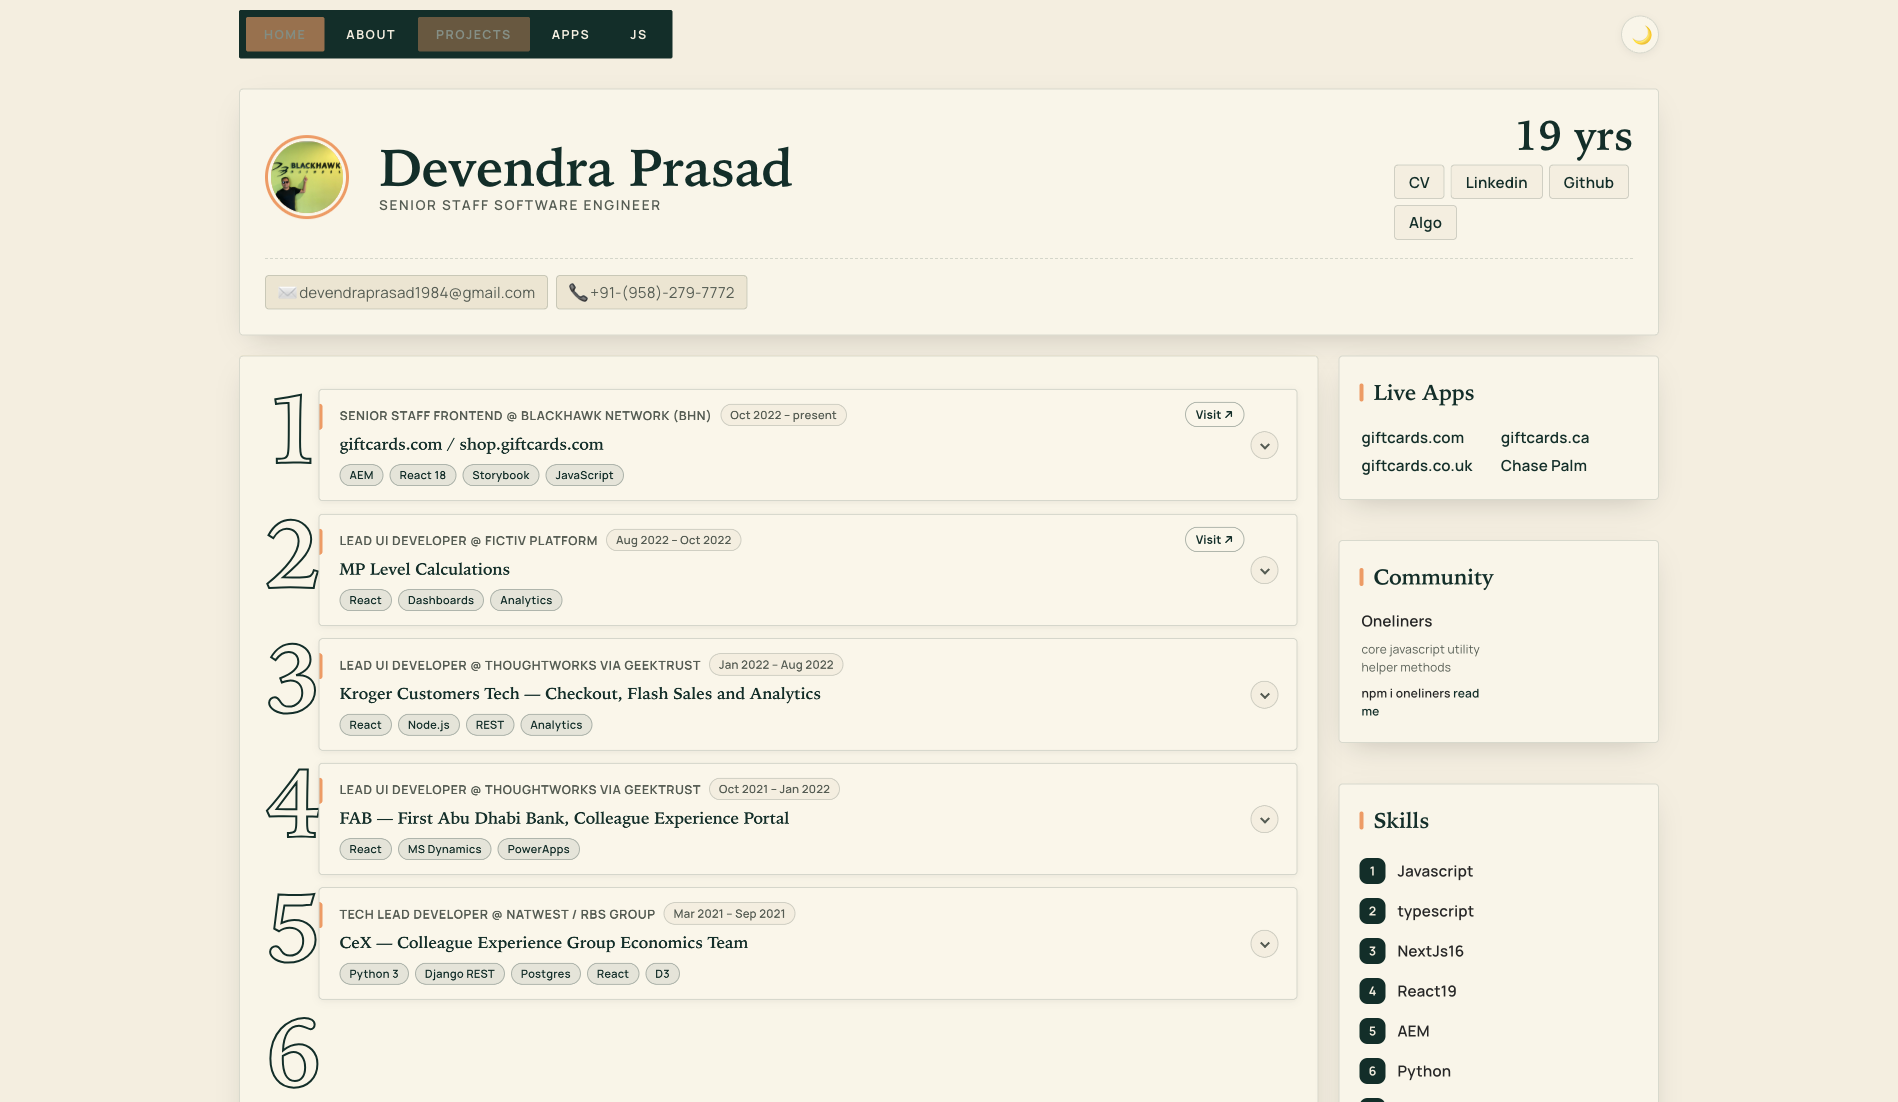 HOME ABOUT PROJECTS APPS JS
Devendra Prasad
SENIOR STAFF SOFTWARE ENGINEER
19 yrs
CV Linkedin Github
Algo
devendraprasad1984@gmail.com +91-(958)-279-7772
BLACKHAWK
1
SENIOR STAFF FRONTEND @ BLACKHAWK NETWORK (BHN) Oct 2022 – present Visit ↗
giftcards.com / shop.giftcards.com
AEM React 18 Storybook JavaScript
2
LEAD UI DEVELOPER @ FICTIV PLATFORM Aug 2022 – Oct 2022 Visit ↗
MP Level Calculations
React Dashboards Analytics
3
LEAD UI DEVELOPER @ THOUGHTWORKS VIA GEEKTRUST Jan 2022 – Aug 2022
Kroger Customers Tech — Checkout, Flash Sales and Analytics
React Node.js REST Analytics
4
LEAD UI DEVELOPER @ THOUGHTWORKS VIA GEEKTRUST Oct 2021 – Jan 2022
FAB — First Abu Dhabi Bank, Colleague Experience Portal
React MS Dynamics PowerApps
5
TECH LEAD DEVELOPER @ NATWEST / RBS GROUP Mar 2021 – Sep 2021
CeX — Colleague Experience Group Economics Team
Python 3 Django REST Postgres React D3
6
Live Apps
giftcards.com giftcards.ca
giftcards.co.uk Chase Palm
Community
Oneliners
core javascript utility
helper methods
npm i oneliners read
me
Skills
1 Javascript
2 typescript
3 NextJs16
4 React19
5 AEM
6 Python